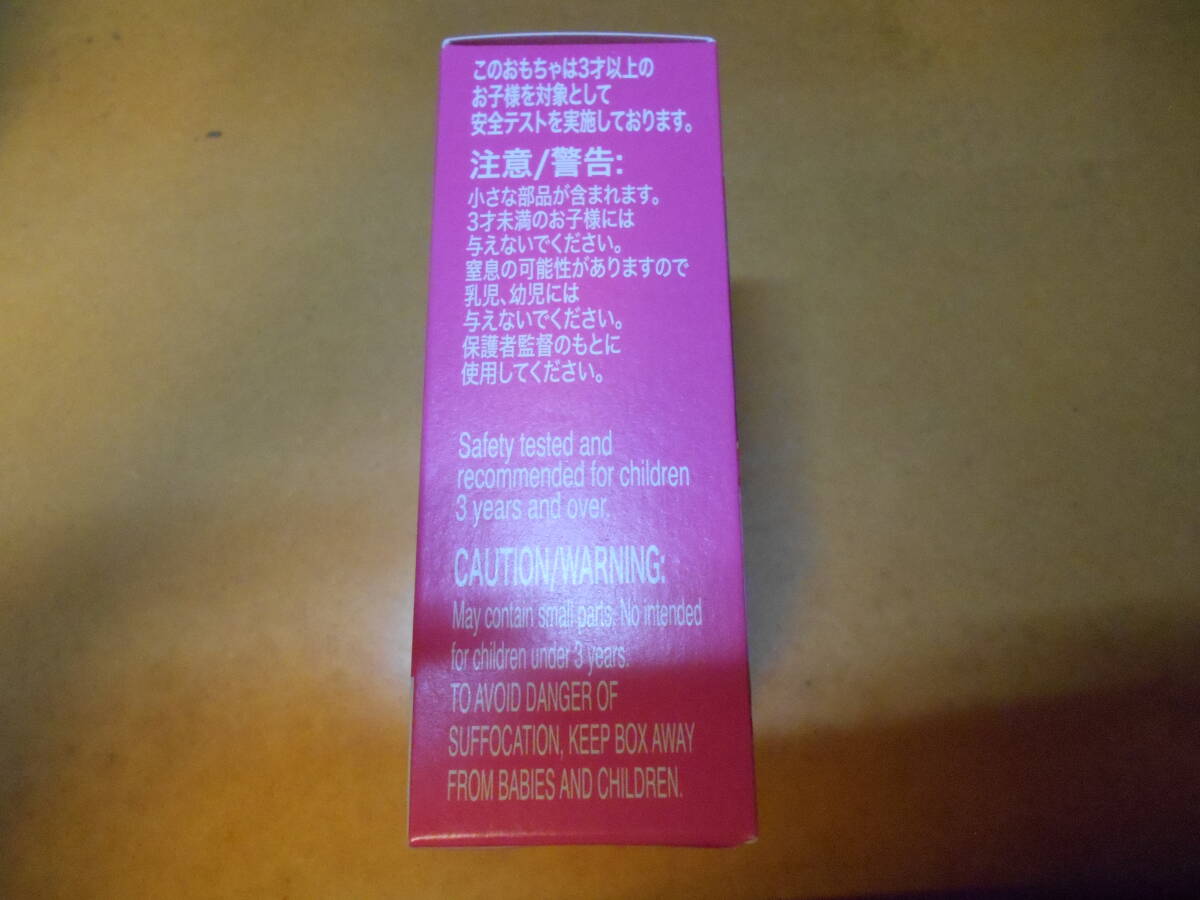 このおもちゃは3才以上の
お子様を対象として
安全テストを実施しております。
注意/警告:
小さな部品が含まれます。
3才未満のお子様には
与えないでください。
窒息の可能性がありますので
乳児、幼児には
与えないでください。
保護者監督のもとに
使用してください。
Safety tested and
recommended for children
3 years and over.
CAUTION/WARNING:
May contain small parts. No intended
for children under 3 years.
TO AVOID DANGER OF
SUFFOCATION, KEEP BOX AWAY
FROM BABIES AND CHILDREN.